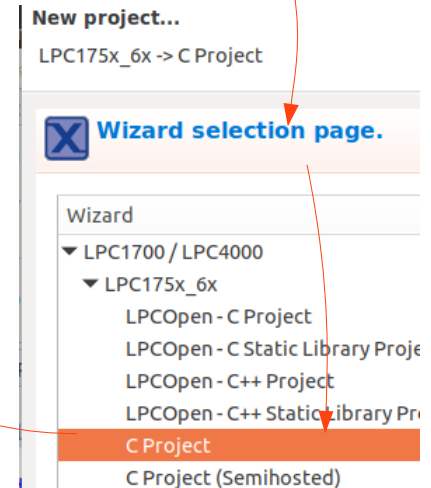 New project...
LPC175x_6x -> C Project
Wizard selection page.
Wizard
LPC1700 / LPC4000
LPC175x_6x
LPCOpen - C Project
LPCOpen - C Static Library Proje
LPCOpen - C++ Project
LPCOpen - C++ Static Library Pr
C Project
C Project (Semihosted)